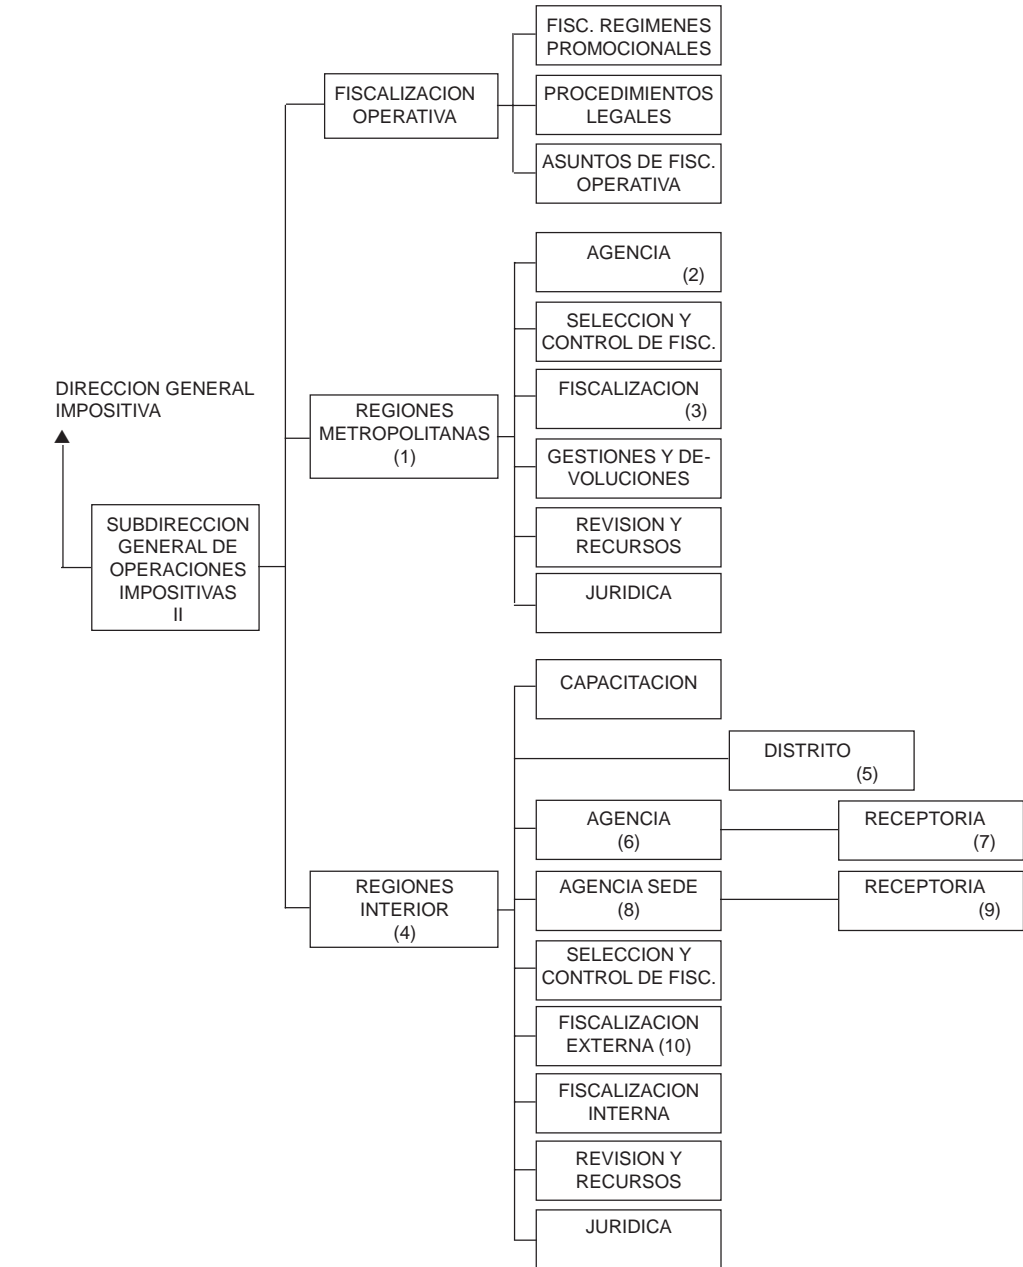 FISC. REGIMENES
PROMOCIONALES
FISCALIZACION
OPERATIVA
PROCEDIMIENTOS
LEGALES
ASUNTOS DE FISC.
OPERATIVA
AGENCIA
(2)
SELECCION Y
CONTROL DE FISC.
DIRECCION GENERAL
IMPOSITIVA
REGIONES
METROPOLITANAS
(1)
FISCALIZACION
(3)
GESTIONES Y DE-
VOLUCIONES
SUBDIRECCION
GENERAL DE
OPERACIONES
IMPOSITIVAS
II
REVISION Y
RECURSOS
JURIDICA
CAPACITACION
DISTRITO
(5)
AGENCIA
(6)
RECEPTORIA
(7)
REGIONES
INTERIOR
(4)
AGENCIA SEDE
(8)
RECEPTORIA
(9)
SELECCION Y
CONTROL DE FISC.
FISCALIZACION
EXTERNA (10)
FISCALIZACION
INTERNA
REVISION Y
RECURSOS
JURIDICA